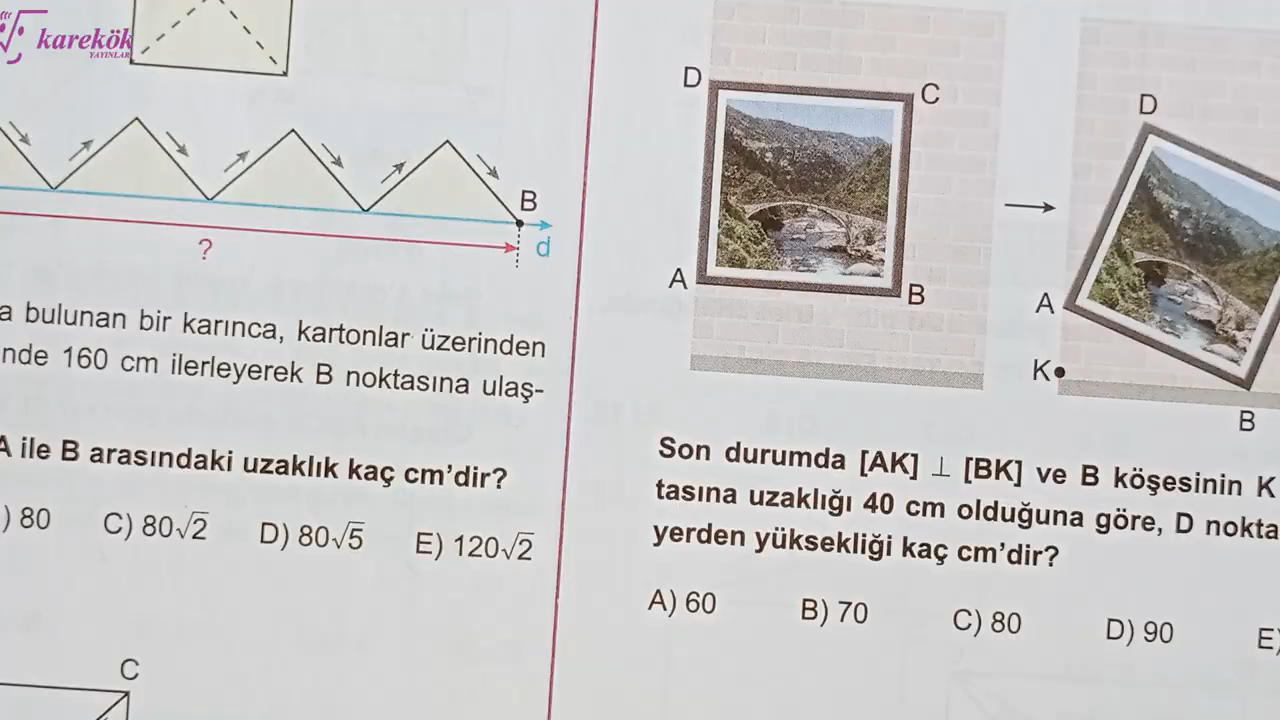 karekök
YAYINLAR
B
?
d
a bulunan bir karınca, kartonlar üzerinden
nde 160 cm ilerleyerek B noktasına ulaş-
A ile B arasındaki uzaklık kaç cm'dir?
) 80 C) 80√2 D) 80√5 E) 120√2
C
D
C
A
B
D
A
K
B
Son durumda [AK] ⊥ [BK] ve B köşesinin K
tasına uzaklığı 40 cm olduğuna göre, D nokta
yerden yüksekliği kaç cm'dir?
A) 60 B) 70 C) 80 D) 90 E)